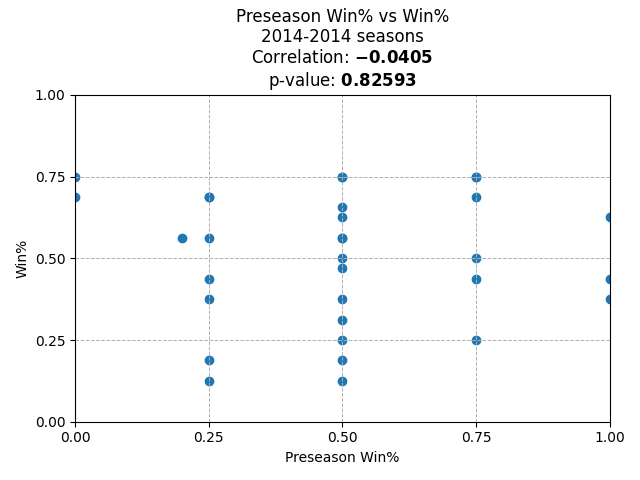 Preseason Win% vs Win%
2014-2014 seasons
Correlation: −0.0405
p-value: 0.82593
1.00
0.75
0.50
0.25
0.00
Win%
0.00 0.25 0.50 0.75 1.00
Preseason Win%